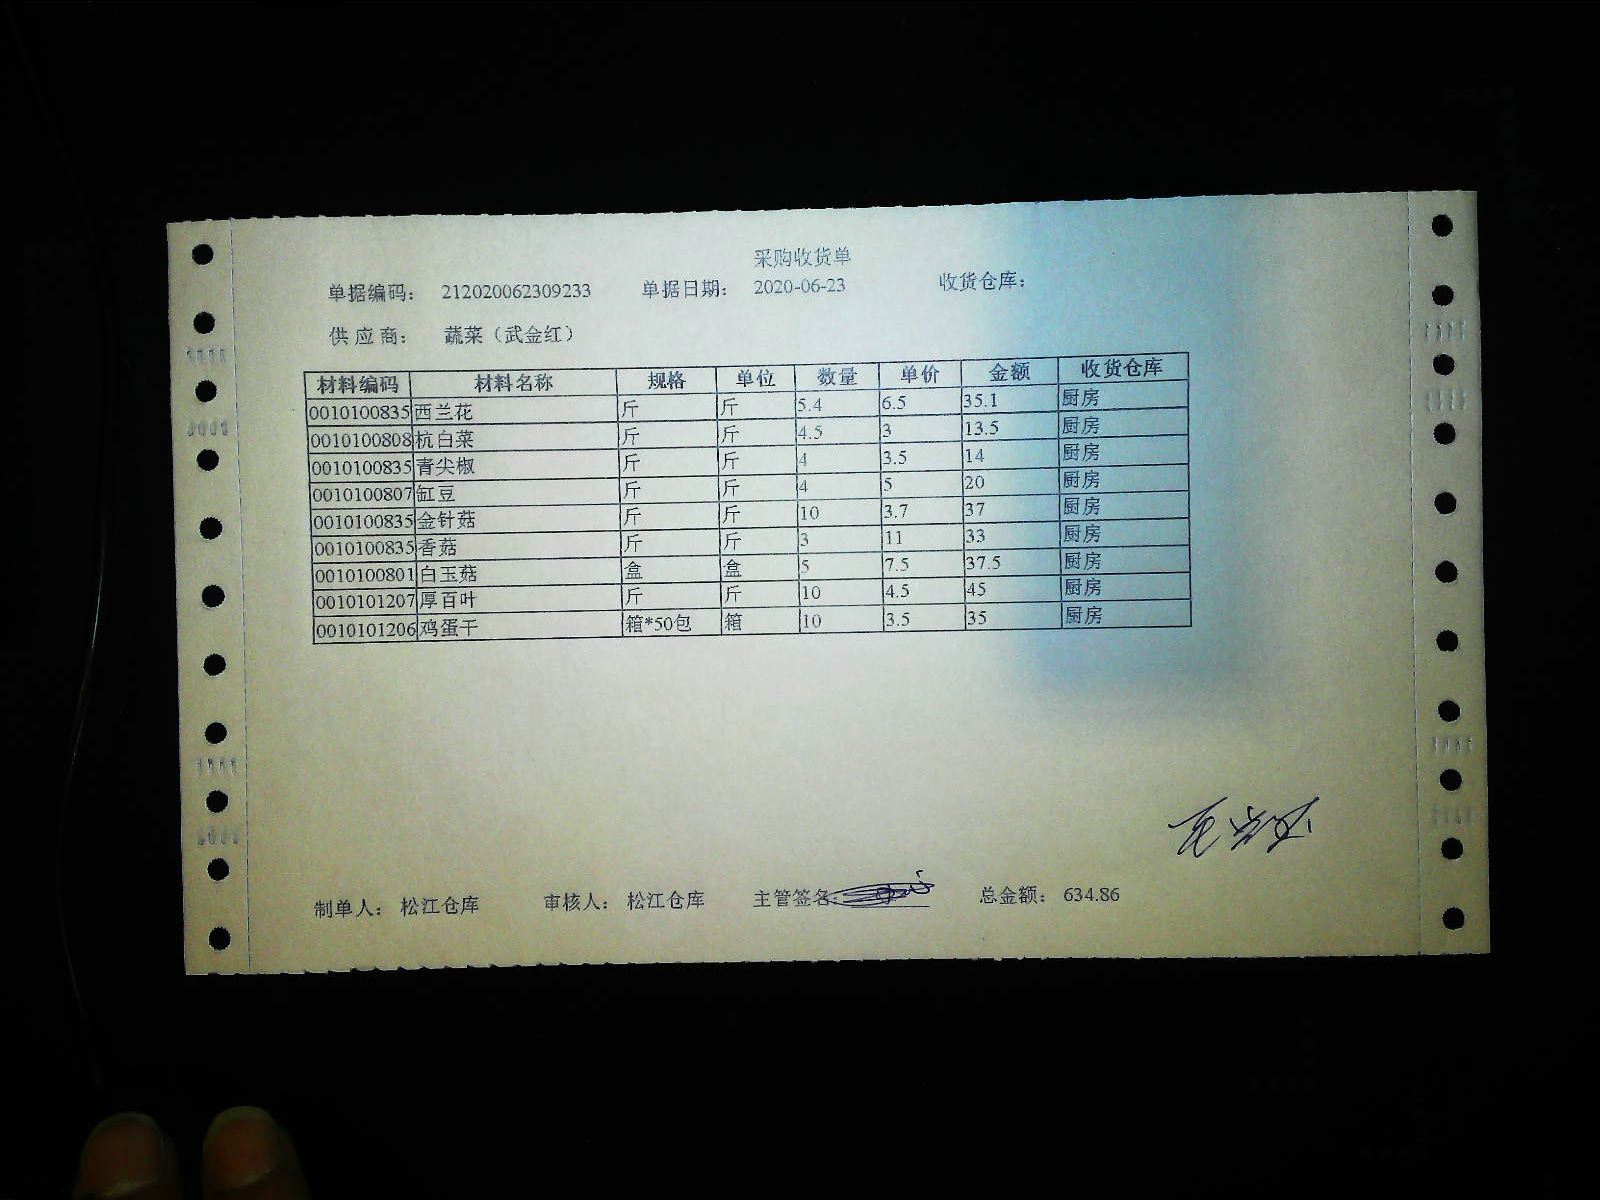 采购收货单
单据编码： 212020062309233 单据日期： 2020-06-23 收货仓库：
供应商： 蔬菜（武金红）
材料编码 材料名称 规格 单位 数量 单价 金额 收货仓库
0010100835 西兰花 斤 斤 5.4 6.5 35.1 厨房
0010100808 杭白菜 斤 斤 4.5 3 13.5 厨房
0010100835 青尖椒 斤 斤 4 3.5 14 厨房
0010100807 缸豆 斤 斤 4 5 20 厨房
0010100835 金针菇 斤 斤 10 3.7 37 厨房
0010100835 香菇 斤 斤 3 11 33 厨房
0010100801 白玉菇 盒 盒 5 7.5 37.5 厨房
0010101207 厚百叶 斤 斤 10 4.5 45 厨房
0010101206 鸡蛋干 箱*50包 箱 10 3.5 35 厨房
制单人： 松江仓库 审核人： 松江仓库 主管签名: 总金额： 634.86